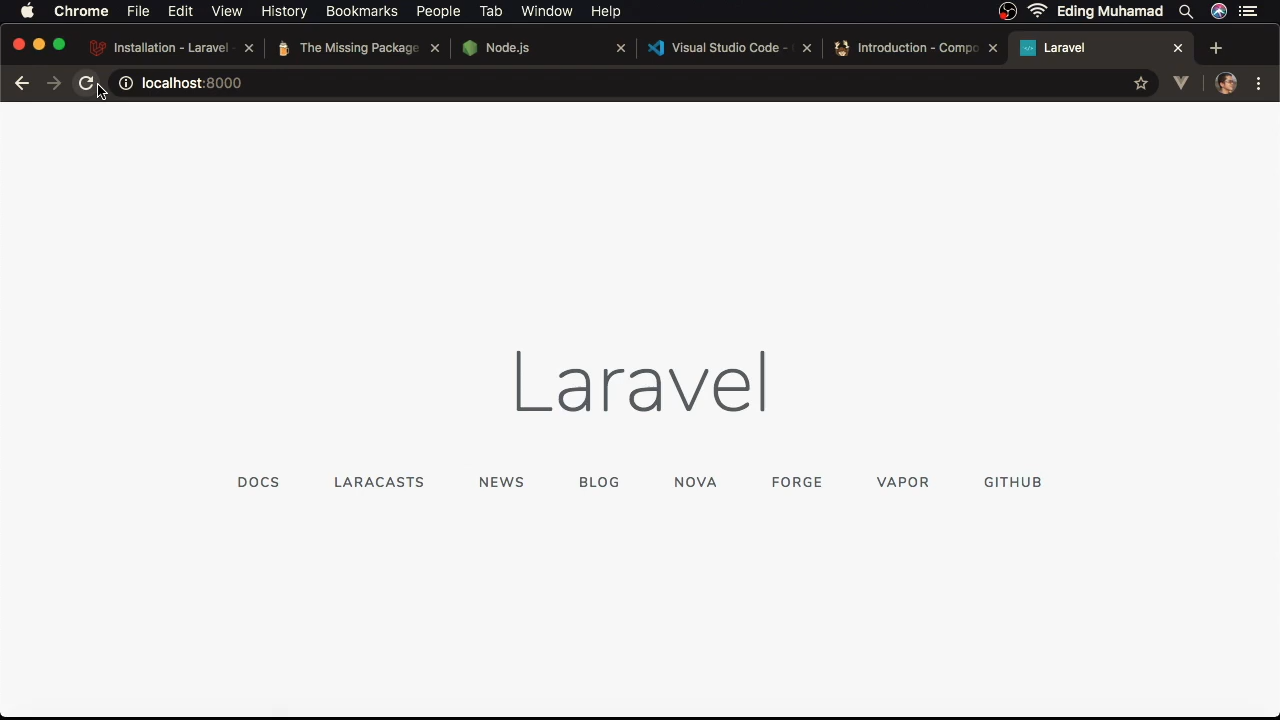 Chrome File Edit View History Bookmarks People Tab Window Help Eding Muhamad
Installation - Laravel The Missing Package Node.js Visual Studio Code - Introduction - Compo Laravel
localhost:8000
Laravel
DOCS LARACASTS NEWS BLOG NOVA FORGE VAPOR GITHUB